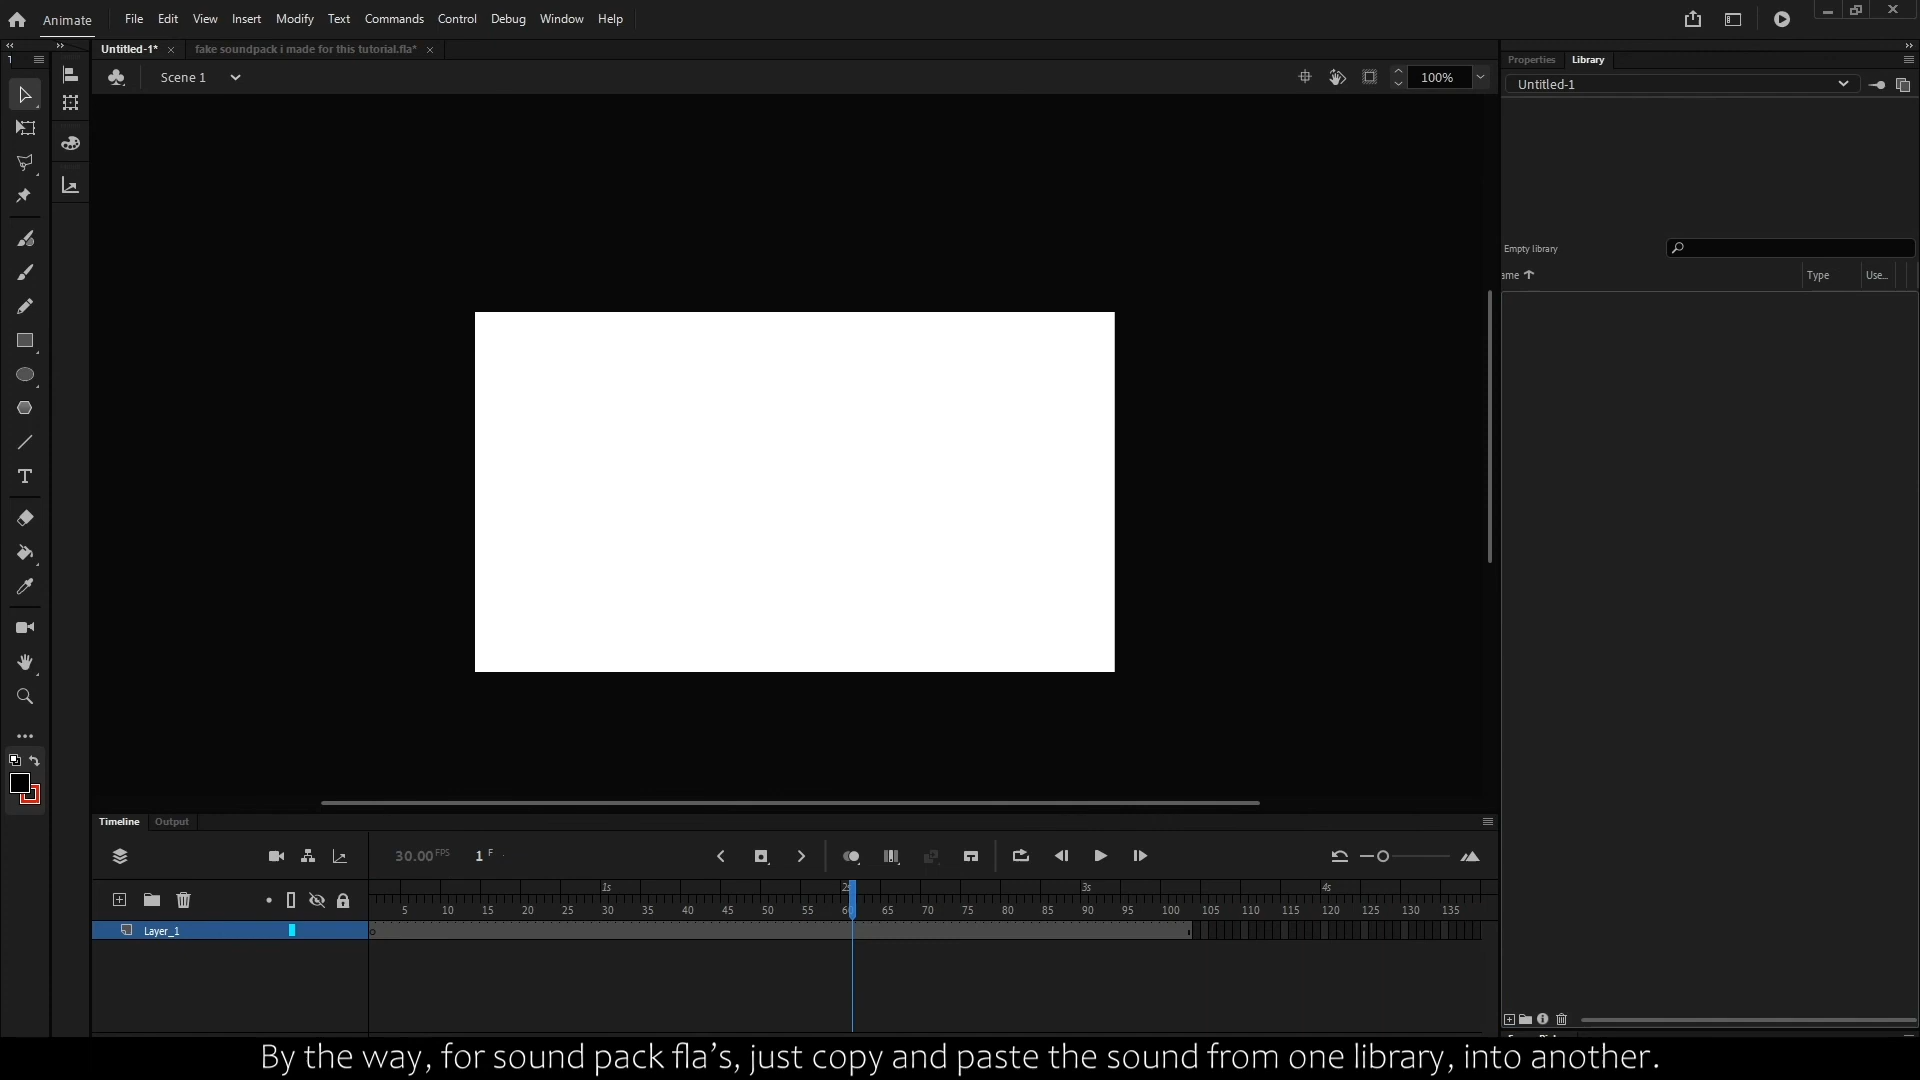 Animate File Edit View Insert Modify Text Commands Control Debug Window Help
Untitled-1* fake soundpack i made for this tutorial.fla*
Scene 1
100%
Properties Library
Untitled-1
Empty library
ame Type Use...
Timeline Output
30.00 FPS 1 F
1s 2s 3s 4s
5 10 15 20 25 30 35 40 45 50 55 60 65 70 75 80 85 90 95 100 105 110 115 120 125 130 135
Layer_1
By the way, for sound pack fla's, just copy and paste the sound from one library, into another.